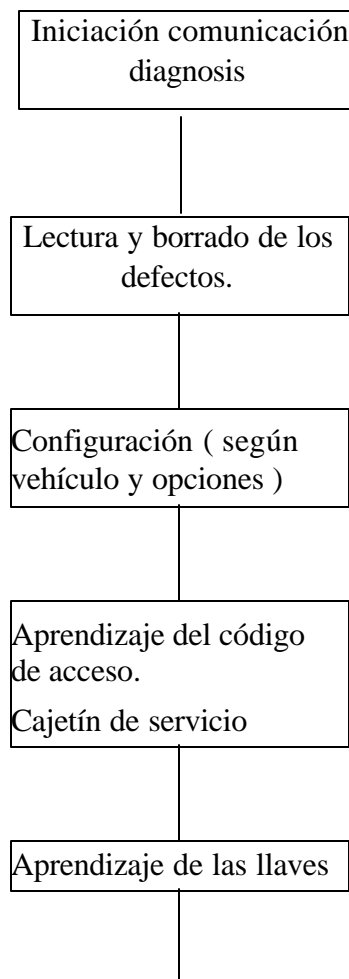 Iniciación comunicación
diagnosis
Lectura y borrado de los
defectos.
Configuración ( según
vehículo y opciones )
Aprendizaje del código
de acceso.
Cajetín de servicio
Aprendizaje de las llaves